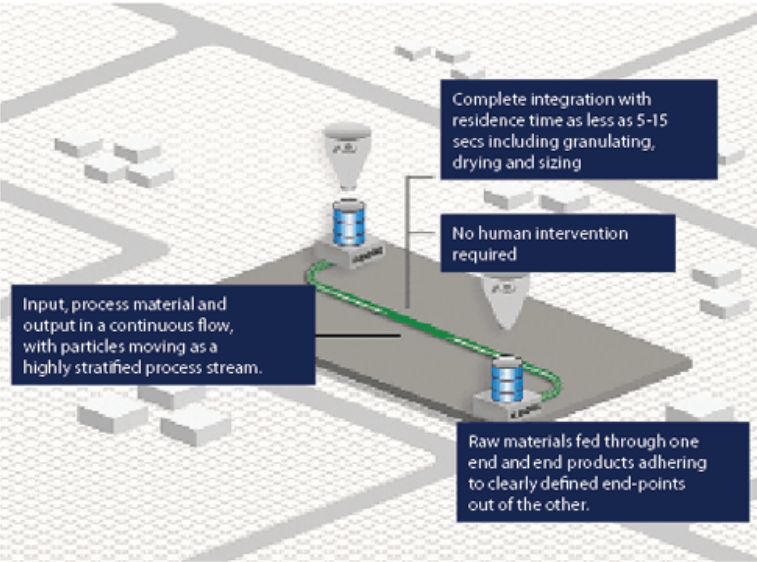 Complete integration with
residence time as less as 5-15
secs including granulating,
drying and sizing
No human intervention
required
Input, process material and
output in a continuous flow,
with particles moving as a
highly stratified process stream.
Raw materials fed through one
end and end products adhering
to clearly defined end-points
out of the other.